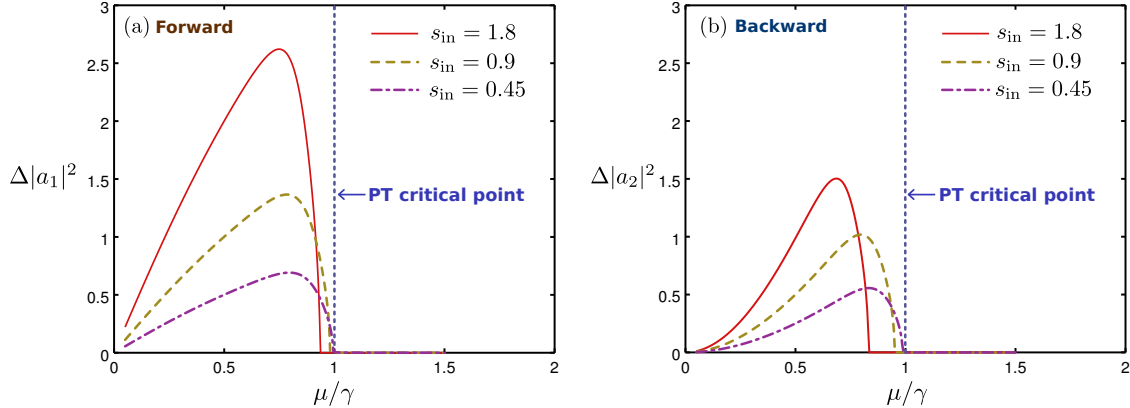 (a) Forward
s_in = 1.8
s_in = 0.9
s_in = 0.45
Δ|a₁|²
PT critical point
3
2.5
2
1.5
1
0.5
0
0 0.5 1 1.5 2
μ/γ
(b) Backward
s_in = 1.8
s_in = 0.9
s_in = 0.45
Δ|a₂|²
PT critical point
3
2.5
2
1.5
1
0.5
0
0 0.5 1 1.5 2
μ/γ